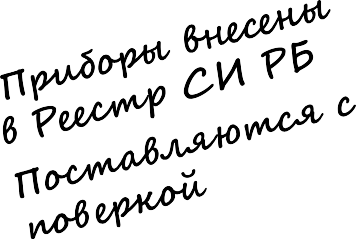 Приборы внесены
в Реестр СИ РБ
Поставляются с
поверкой